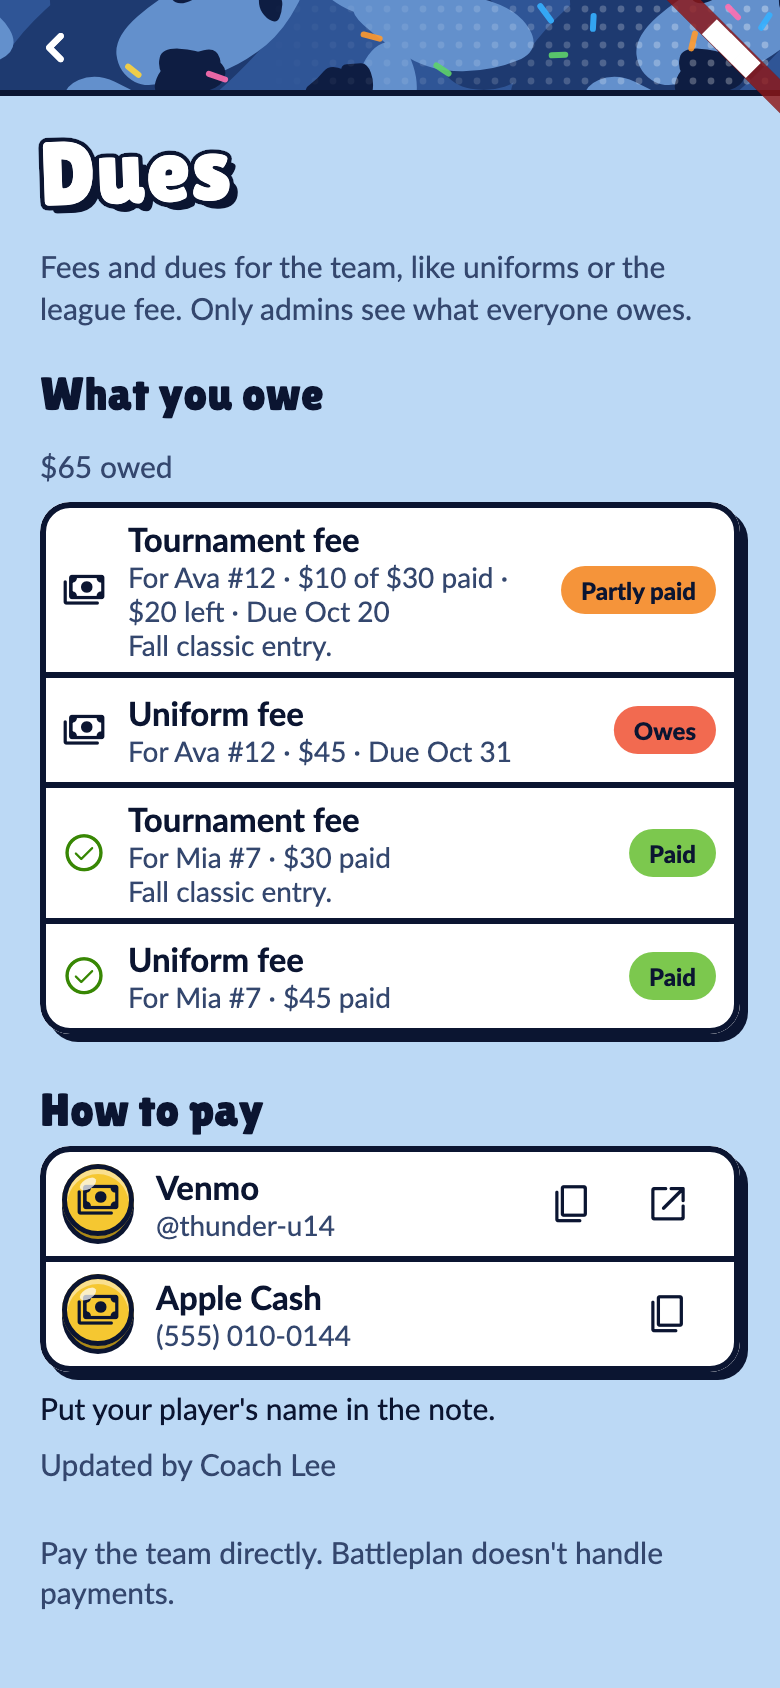 Dues
Fees and dues for the team, like uniforms or the
league fee. Only admins see what everyone owes.
What you owe
$65 owed
Tournament fee
For Ava #12 · $10 of $30 paid ·
$20 left · Due Oct 20
Fall classic entry.
Partly paid
Uniform fee
For Ava #12 · $45 · Due Oct 31
Owes
Tournament fee
For Mia #7 · $30 paid
Fall classic entry.
Paid
Uniform fee
For Mia #7 · $45 paid
Paid
How to pay
Venmo
@thunder-u14
Apple Cash
(555) 010-0144
Put your player's name in the note.
Updated by Coach Lee
Pay the team directly. Battleplan doesn't handle
payments.